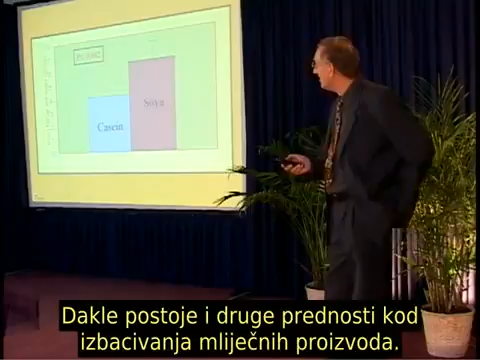 Casein
Soya
Dakle postoje i druge prednosti kod
izbacivanja mliječnih proizvoda.